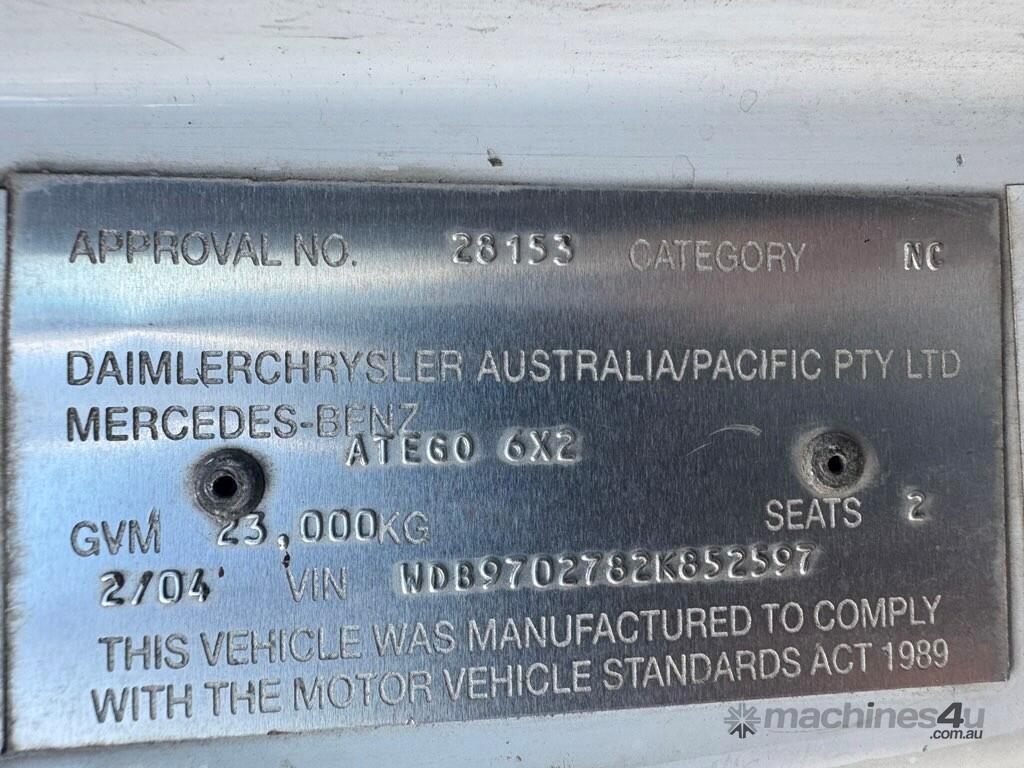 APPROVAL NO. 28153 CATEGORY NC
DAIMLERCHRYSLER AUSTRALIA/PACIFIC PTY LTD
MERCEDES-BENZ
ATEGO 6X2
GVM 23,000KG SEATS 2
2/04 VIN WDB9702782K852597
THIS VEHICLE WAS MANUFACTURED TO COMPLY
WITH THE MOTOR VEHICLE STANDARDS ACT 1989
machines4u
.com.au